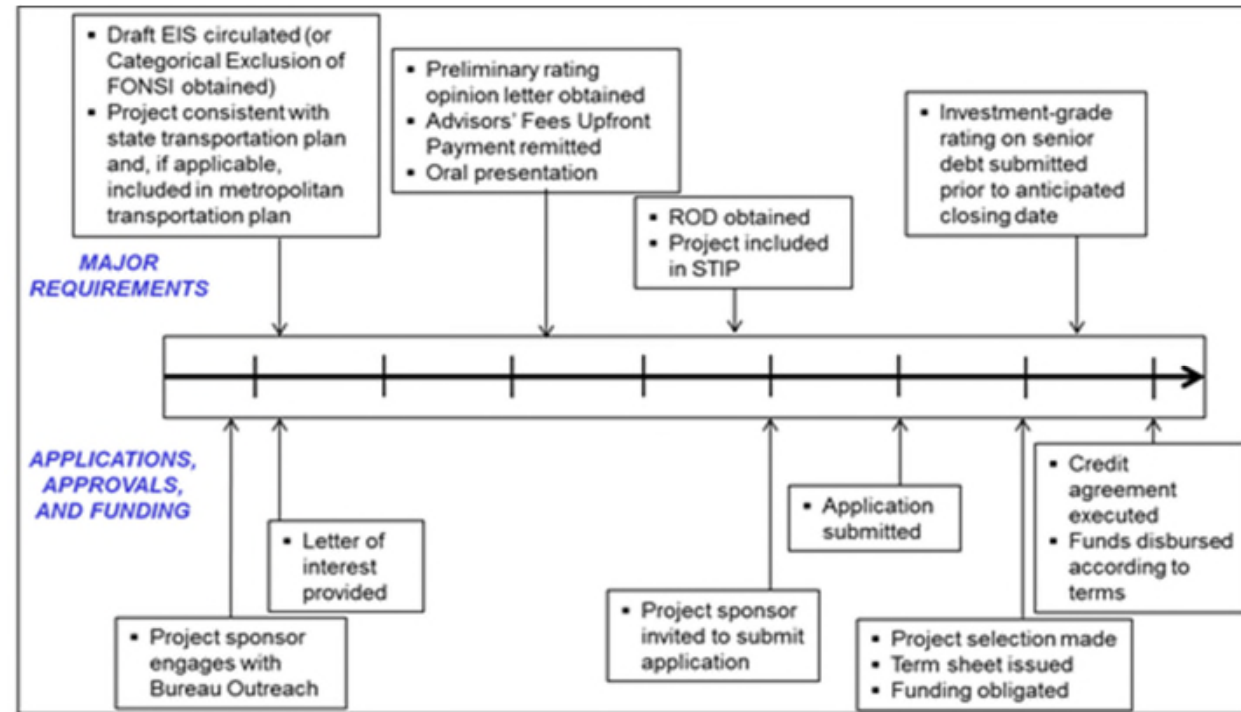 ▪ Draft EIS circulated (or
Categorical Exclusion of
FONSI obtained)
▪ Project consistent with
state transportation plan
and, if applicable,
included in metropolitan
transportation plan
▪ Preliminary rating
opinion letter obtained
▪ Advisors' Fees Upfront
Payment remitted
▪ Oral presentation
▪ ROD obtained
▪ Project included
in STIP
▪ Investment-grade
rating on senior
debt submitted
prior to anticipated
closing date
MAJOR
REQUIREMENTS
APPLICATIONS,
APPROVALS,
AND FUNDING
▪ Project sponsor
engages with
Bureau Outreach
▪ Letter of
interest
provided
▪ Project sponsor
invited to submit
application
▪ Application
submitted
▪ Project selection made
▪ Term sheet issued
▪ Funding obligated
▪ Credit
agreement
executed
▪ Funds disbursed
according to
terms